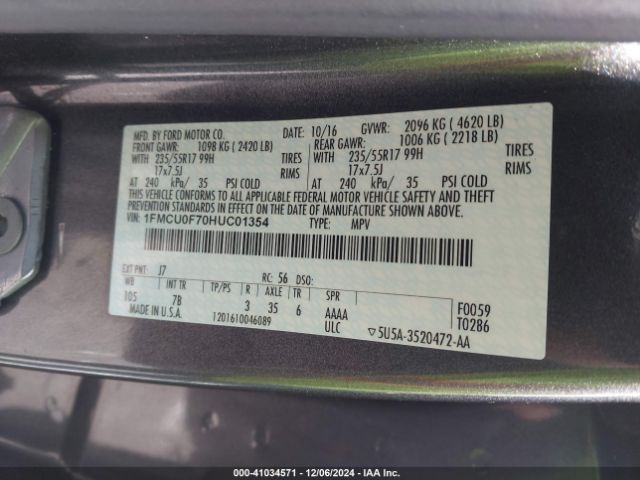 MFD. BY FORD MOTOR CO. DATE: 10/16 GVWR: 2096 KG ( 4620 LB)
FRONT GAWR: 1098 KG ( 2420 LB) REAR GAWR: 1006 KG ( 2218 LB)
WITH 235/55R17 99H TIRES WITH 235/55R17 99H TIRES
17x7.5J RIMS 17x7.5J RIMS
AT 240 kPa/ 35 PSI COLD AT 240 kPa/ 35 PSI COLD
THIS VEHICLE CONFORMS TO ALL APPLICABLE FEDERAL MOTOR VEHICLE SAFETY AND BUMPER
AND THEFT PREVENTION STANDARDS IN EFFECT ON THE DATE OF MANUFACTURE SHOWN ABOVE.
VIN: 1FMCU0F70HUC01354 TYPE: MPV
EXT PNT: J7 RC: 56 DSO:
WB INT TR TP/PS R AXLE TR SPR
105 7B 3 35 6 AAAA F0059
MADE IN U.S.A. 1201610046089 ULC T0286
▽5U5A-3520472-AA
000-41034571 | 12/06/2024 | IAA Inc.